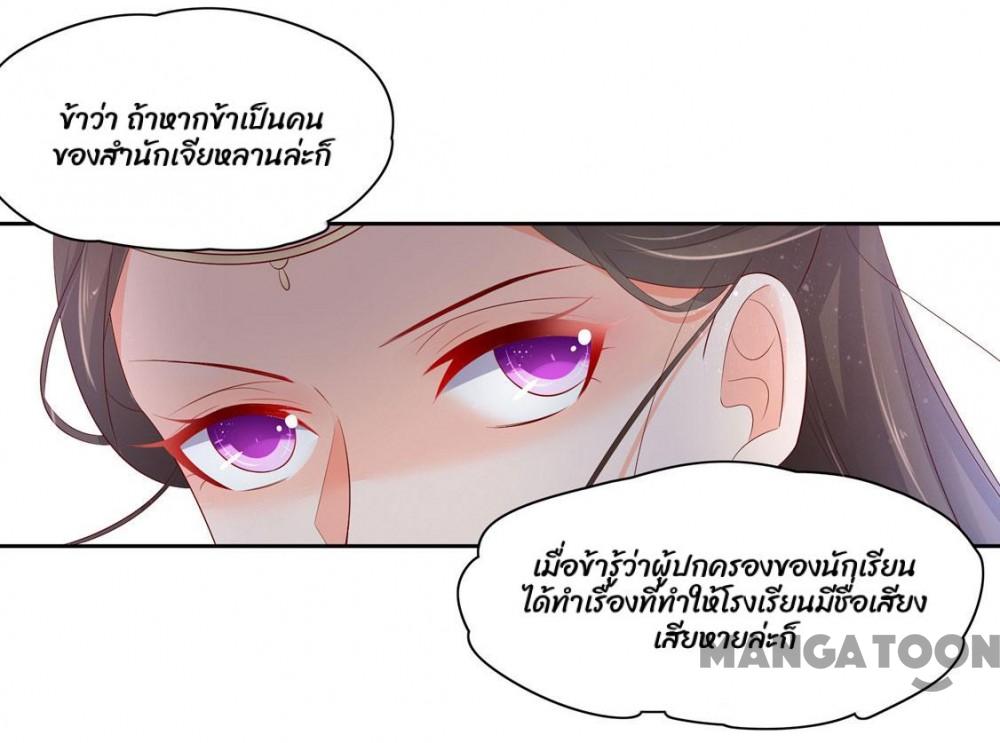 ข้าว่า ถ้าหากข้าเป็นคน
ของสำนักเจียหลานล่ะก็
เมื่อข้ารู้ว่าผู้ปกครองของนักเรียน
ได้ทำเรื่องที่ทำให้โรงเรียนมีชื่อเสียง
เสียหายล่ะก็
MANGATOON